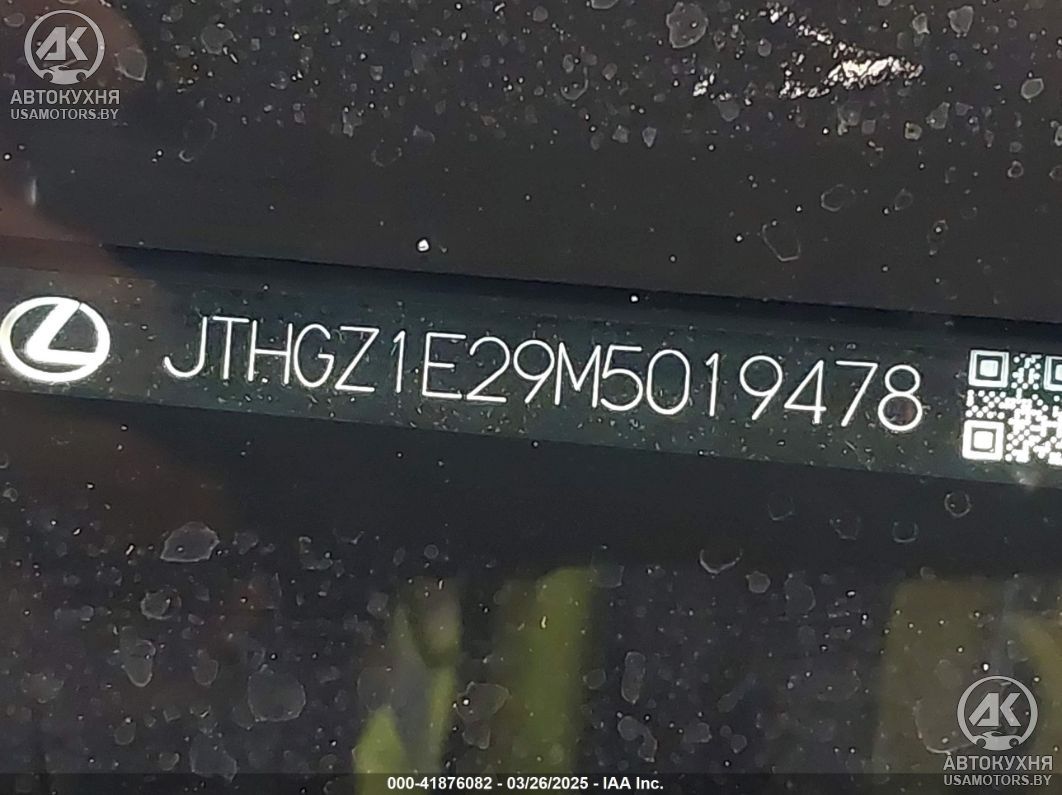 АВТОКУХНЯ
USAMOTORS.BY
JTHGZ1E29M5019478
АВТОКУХНЯ
USAMOTORS.BY
000-41876082 - 03/26/2025 - IAA Inc.